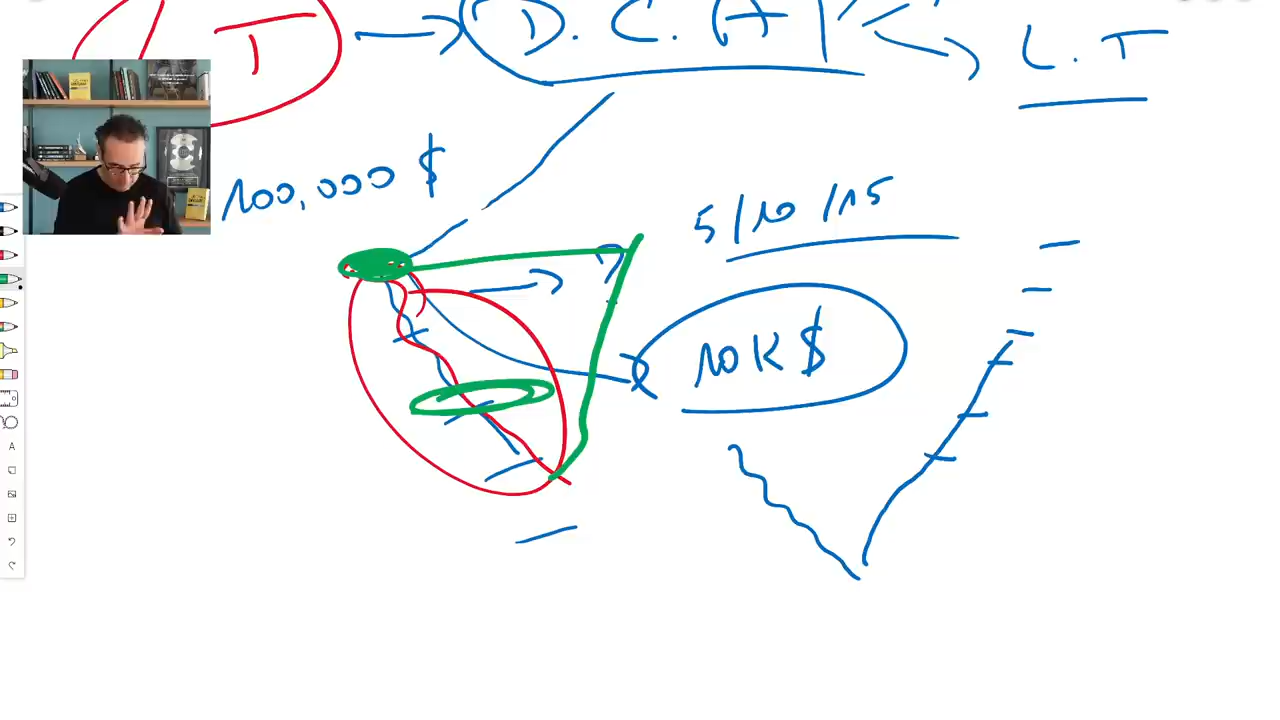 T → D.C.A
L.T
100,000 $
5/10/15
10K $
A